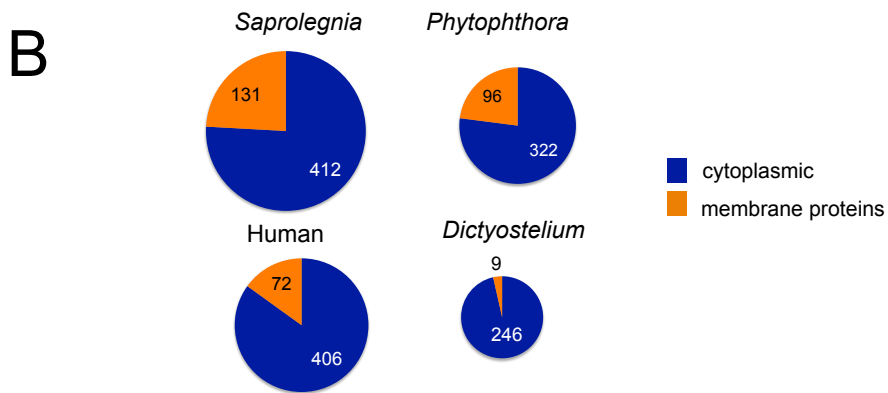 B
Saprolegnia
Phytophthora
131
412
96
322
cytoplasmic
membrane proteins
Human
Dictyostelium
72
406
9
246